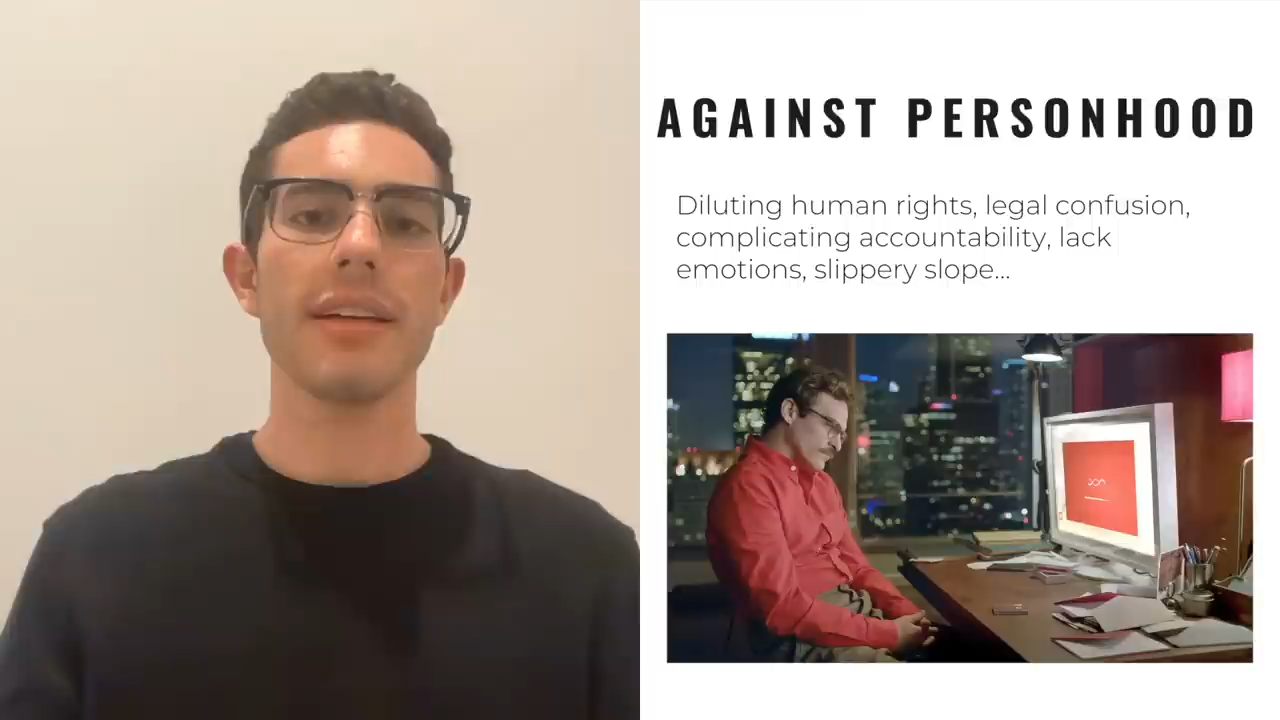 AGAINST PERSONHOOD
Diluting human rights, legal confusion,
complicating accountability, lack
emotions, slippery slope...